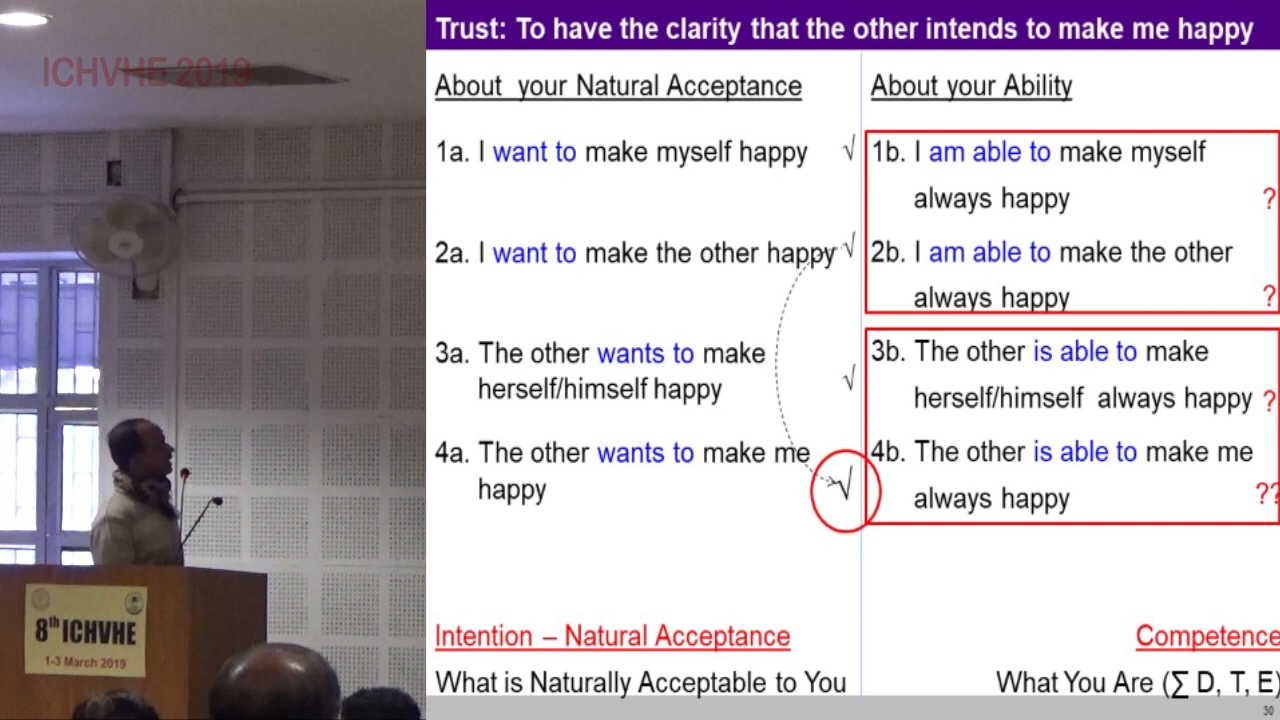 ICHVHE 2019
8th ICHVHE
1-3 March 2019
Trust: To have the clarity that the other intends to make me happy
About your Natural Acceptance
1a. I want to make myself happy √
2a. I want to make the other happy √
3a. The other wants to make
herself/himself happy √
4a. The other wants to make me
happy √
Intention – Natural Acceptance
What is Naturally Acceptable to You
About your Ability
1b. I am able to make myself
always happy ?
2b. I am able to make the other
always happy ?
3b. The other is able to make
herself/himself always happy ?
4b. The other is able to make me
always happy ??
Competence
What You Are (∑ D, T, E)
30